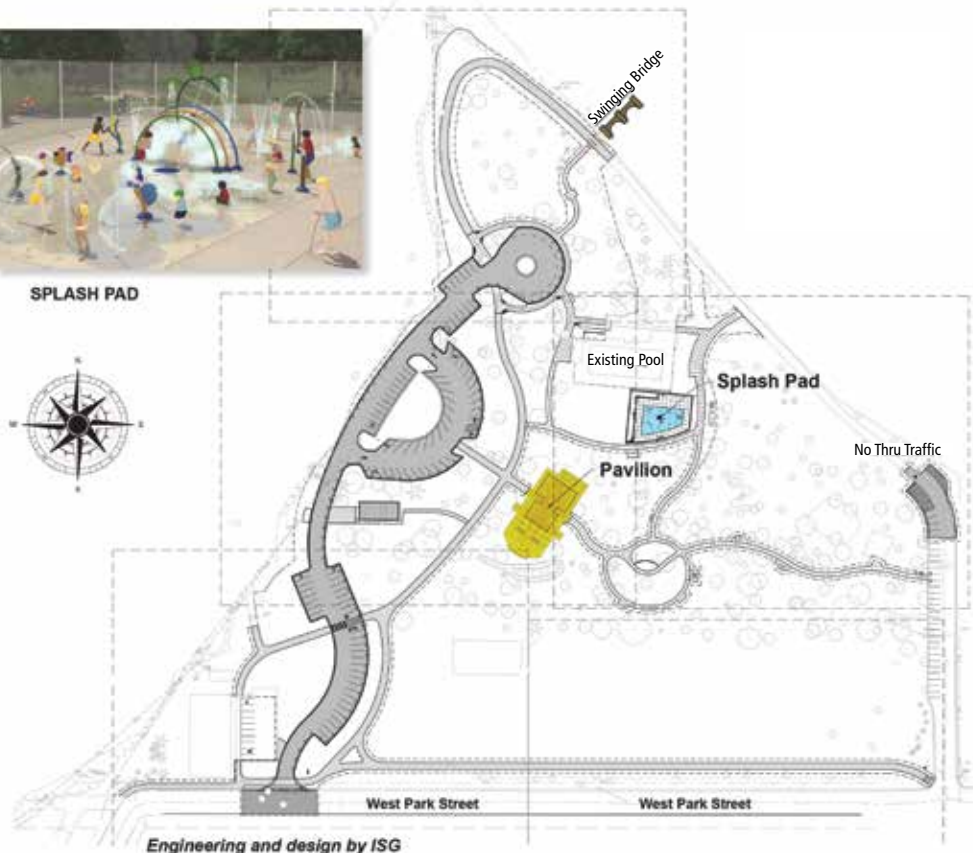 Swinging Bridge
SPLASH PAD
N
W
E
S
Existing Pool
Splash Pad
No Thru Traffic
Pavilion
West Park Street
West Park Street
Engineering and design by ISG